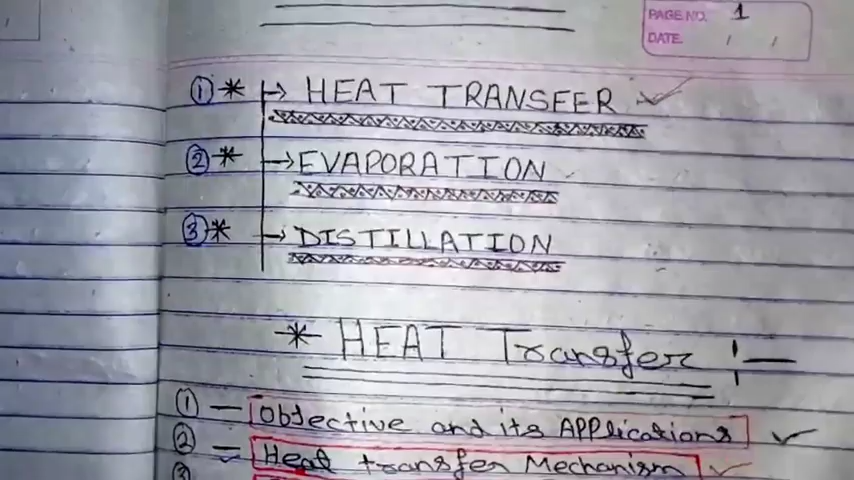 PAGE NO. 1
DATE / /
① * → HEAT TRANSFER ✓
② * → EVAPORATION
③ * → DISTILLATION
* HEAT Transfer :—
① — Objective and its APPlications ✓
② = Heat transfer Mechanism ✓
③